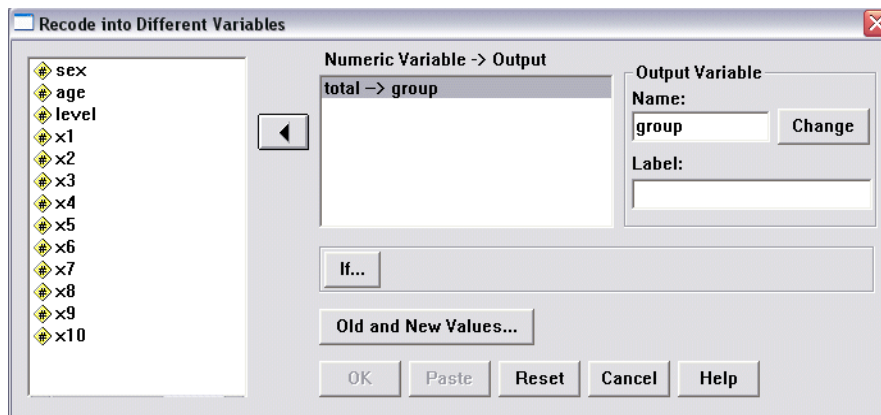 Recode into Different Variables
sex
age
level
x1
x2
x3
x4
x5
x6
x7
x8
x9
x10
Numeric Variable -> Output
total –> group
Output Variable
Name:
group
Change
Label:
If...
Old and New Values...
OK
Paste
Reset
Cancel
Help